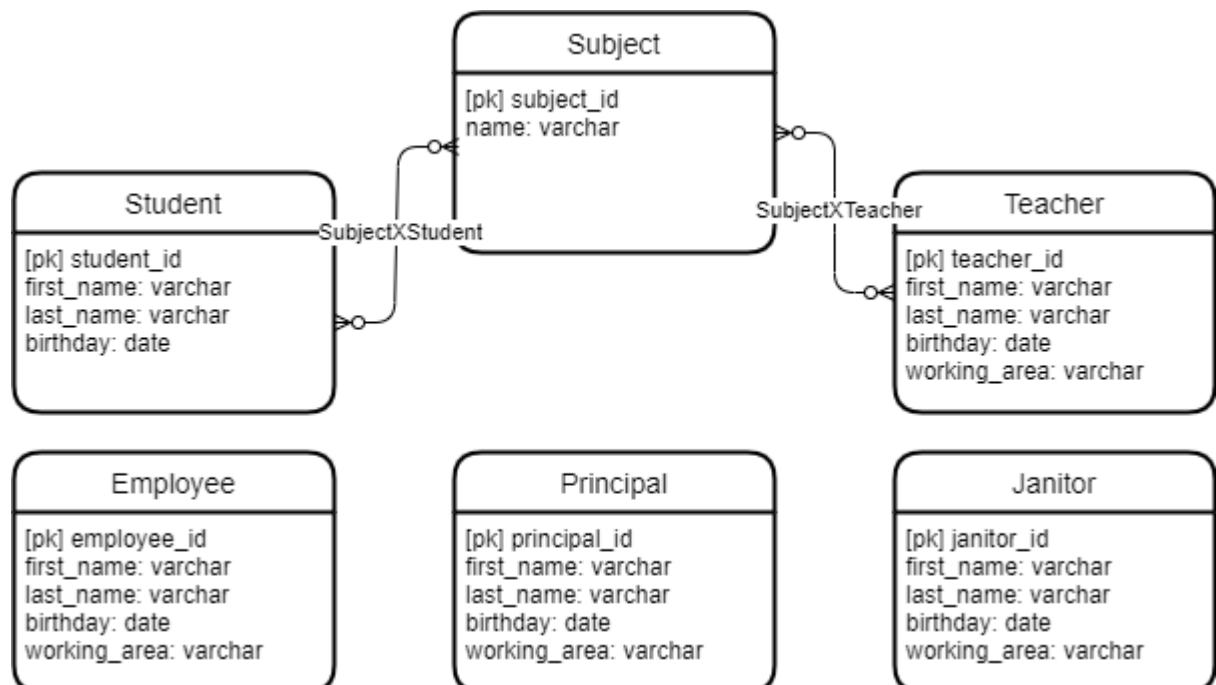 Subject
[pk] subject_id
name: varchar
Student
[pk] student_id
first_name: varchar
last_name: varchar
birthday: date
SubjectXStudent
SubjectXTeacher
Teacher
[pk] teacher_id
first_name: varchar
last_name: varchar
birthday: date
working_area: varchar
Employee
[pk] employee_id
first_name: varchar
last_name: varchar
birthday: date
working_area: varchar
Principal
[pk] principal_id
first_name: varchar
last_name: varchar
birthday: date
working_area: varchar
Janitor
[pk] janitor_id
first_name: varchar
last_name: varchar
birthday: date
working_area: varchar